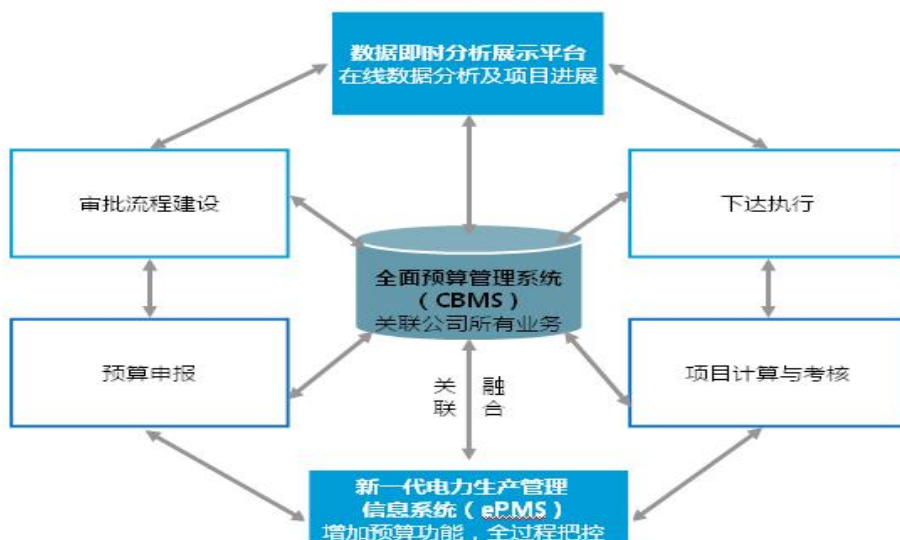 数据即时分析展示平台
在线数据分析及项目进展
审批流程建设
下达执行
全面预算管理系统
（CBMS）
关联公司所有业务
预算申报
项目计算与考核
关联
融合
新一代电力生产管理
信息系统（ePMS）
增加预算功能，全过程把控